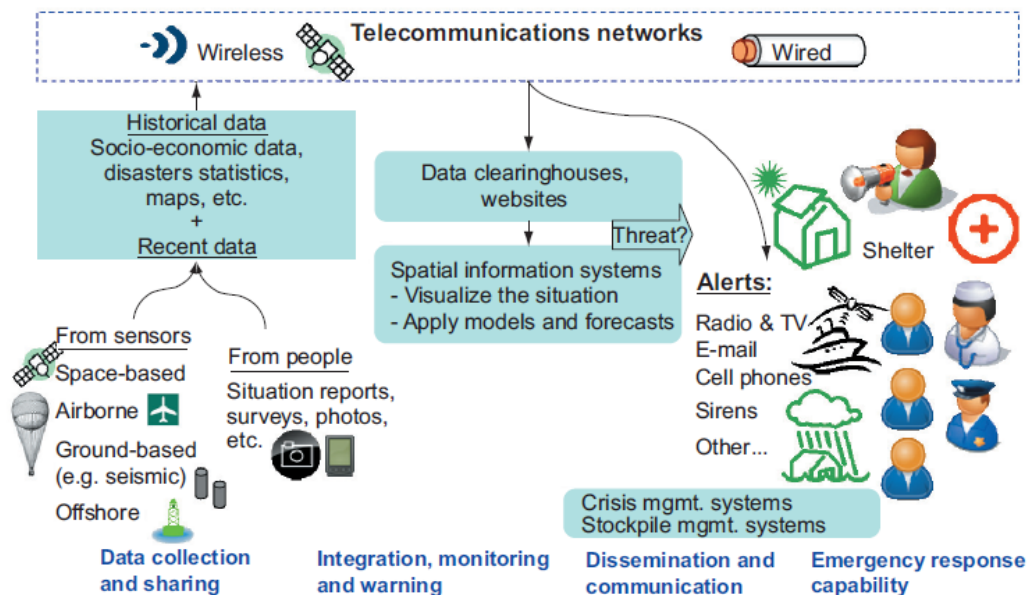 Telecommunications networks
Wireless
Wired
Historical data
Socio-economic data,
disasters statistics,
maps, etc.
+
Recent data
From sensors
Space-based
Airborne
Ground-based
(e.g. seismic)
Offshore
From people
Situation reports,
surveys, photos,
etc.
Data clearinghouses,
websites
Threat?
Spatial information systems
- Visualize the situation
- Apply models and forecasts
Shelter
Alerts:
Radio & TV
E-mail
Cell phones
Sirens
Other...
Crisis mgmt. systems
Stockpile mgmt. systems
Data collection
and sharing
Integration, monitoring
and warning
Dissemination and
communication
Emergency response
capability